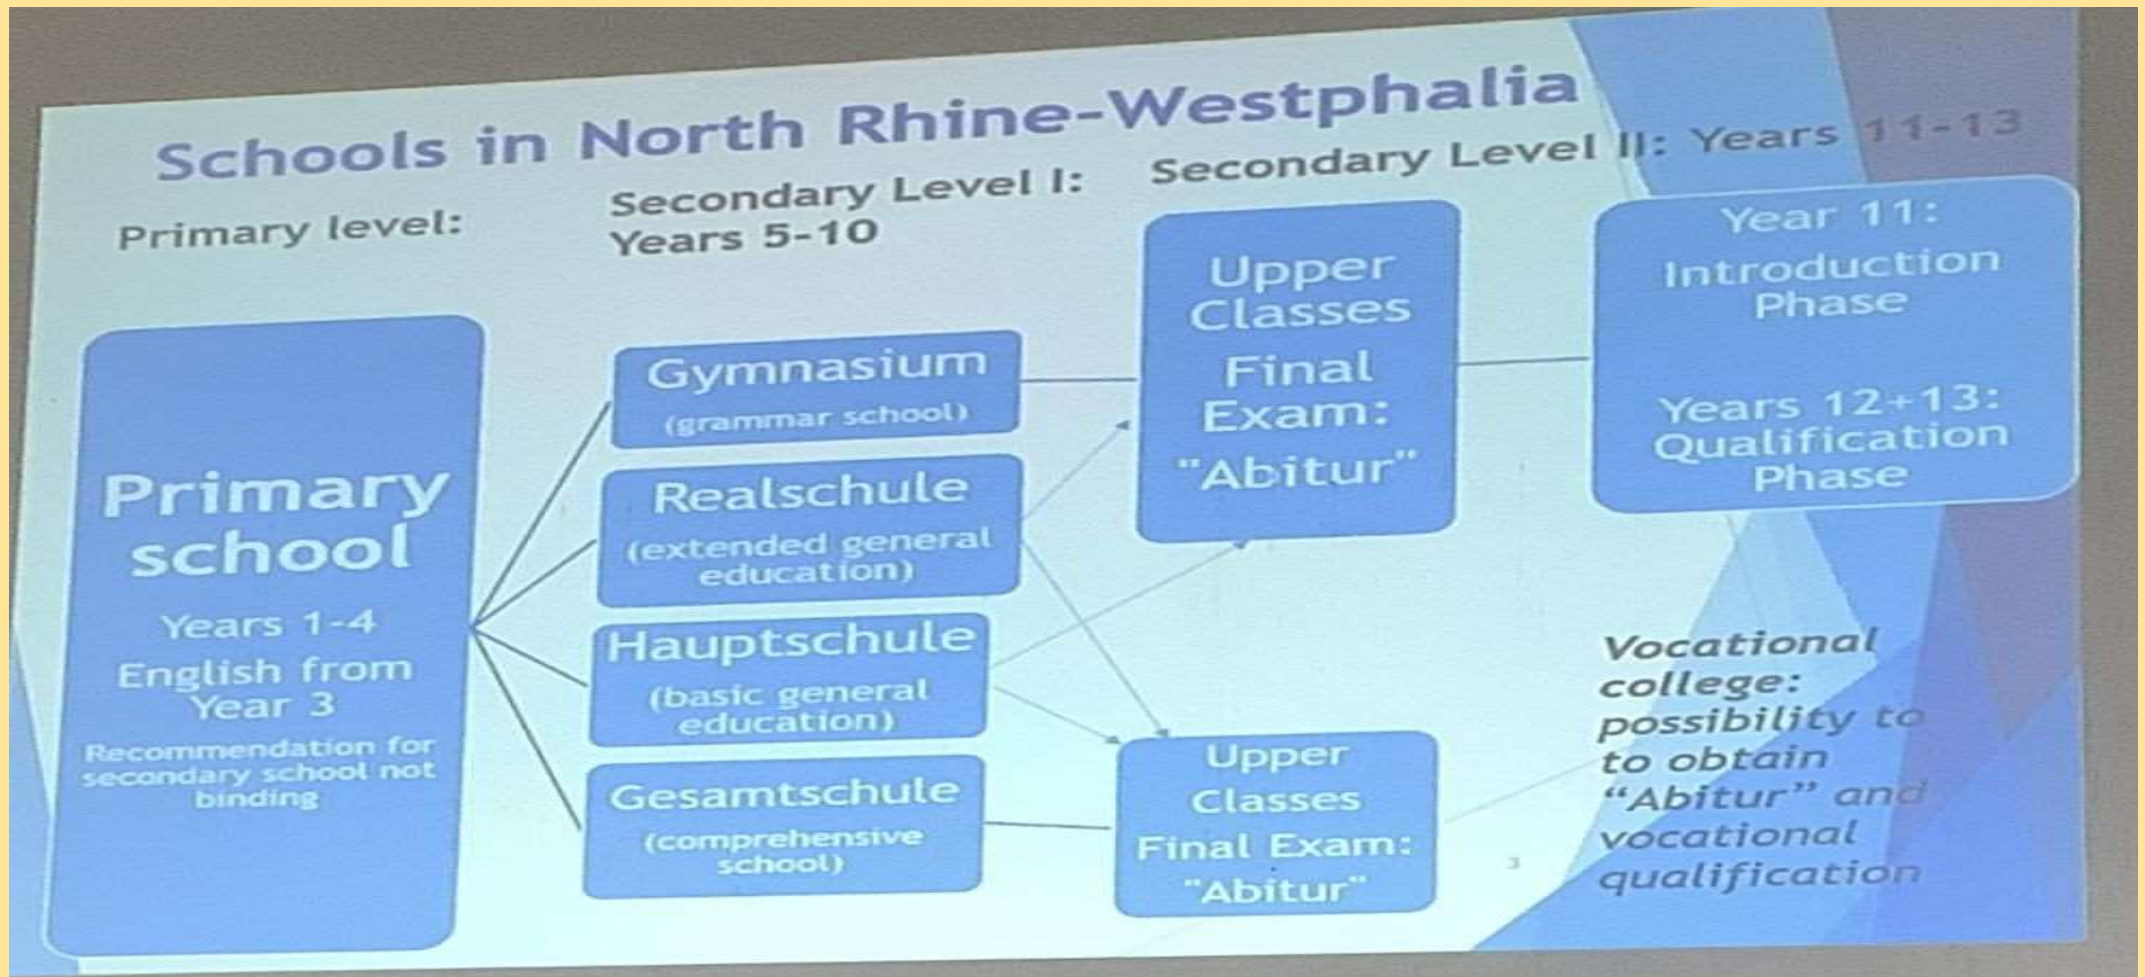 Schools in North Rhine-Westphalia
Primary level:
Secondary Level I:
Years 5-10
Secondary Level II: Years 11-13
Primary
school
Years 1-4
English from
Year 3
Recommendation for
secondary school not
binding
Gymnasium
(grammar school)
Realschule
(extended general
education)
Hauptschule
(basic general
education)
Gesamtschule
(comprehensive
school)
Upper
Classes
Final
Exam:
"Abitur"
Upper
Classes
Final Exam:
"Abitur"
Year 11:
Introduction
Phase
Years 12+13:
Qualification
Phase
Vocational
college:
possibility to
to obtain
“Abitur” and
vocational
qualification
3